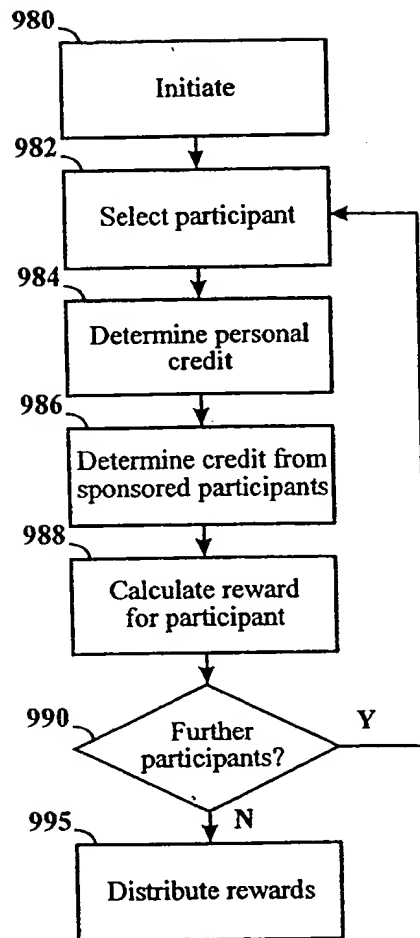 980
Initiate
982
Select participant
984
Determine personal
credit
986
Determine credit from
sponsored participants
988
Calculate reward
for participant
990
Further
participants?
Y
N
995
Distribute rewards